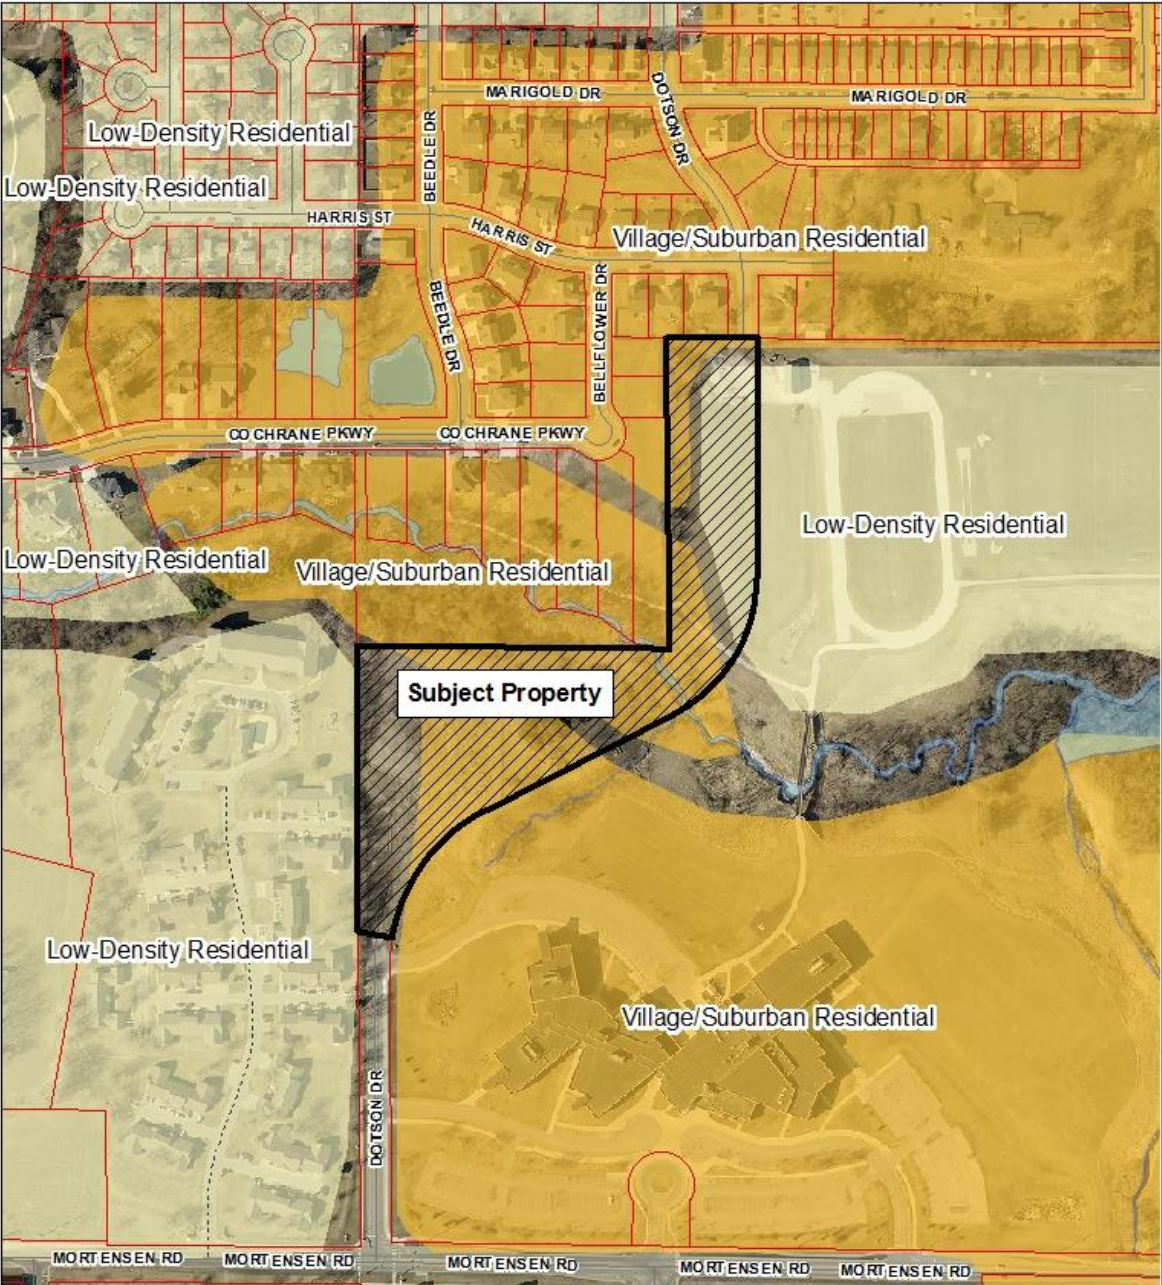 MARIGOLD DR
MARIGOLD DR
DOTSON DR
Low-Density Residential
BEEDLE DR
Low-Density Residential
HARRIS ST
HARRIS ST
Village/Suburban Residential
BEEDLE DR
BELLFLOWER DR
COCHRANE PKWY
COCHRANE PKWY
Low-Density Residential
Low-Density Residential
Village/Suburban Residential
Subject Property
Low-Density Residential
Village/Suburban Residential
DOTSON DR
MORTENSEN RD
MORTENSEN RD
MORTENSEN RD
MORTENSEN RD
MORTENSEN RD